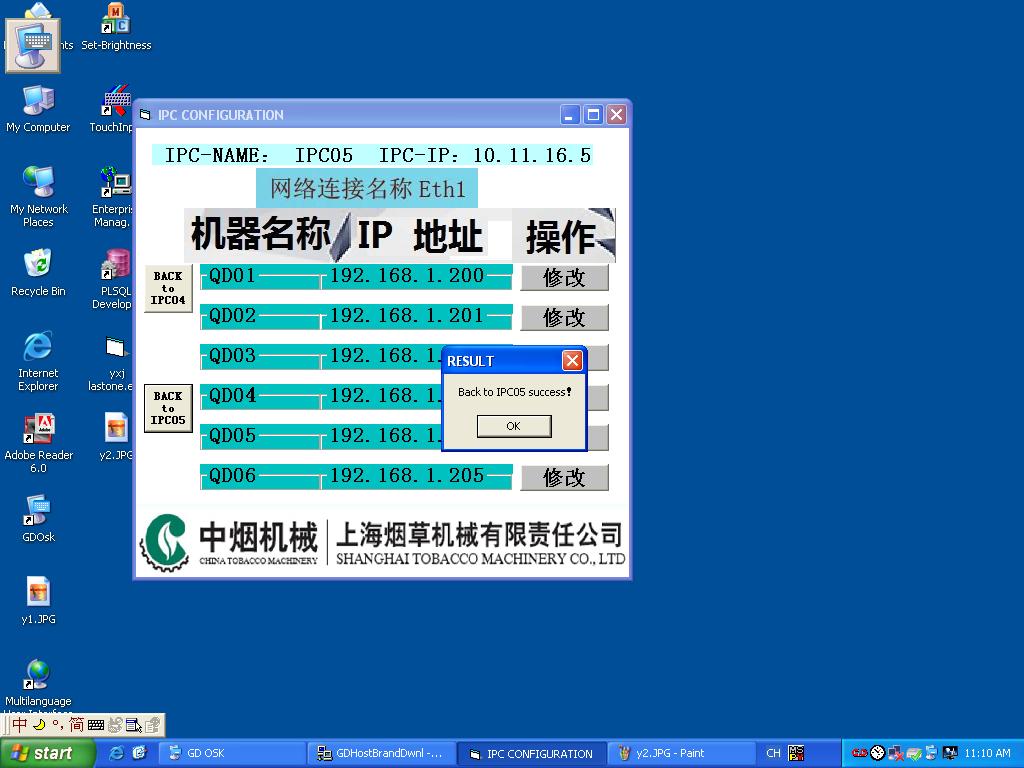 nts
Set-Brightness
My Computer
TouchInp
My Network
Places
Enterpris
Manag.
Recycle Bin
PLSQL
Develop
Internet
Explorer
yxj
lastone.e
Adobe Reader
6.0
y2.JPG
GDOsk
y1.JPG
Multilanguage
IPC CONFIGURATION
IPC-NAME: IPC05 IPC-IP: 10.11.16.5
网络连接名称 Eth1
机器名称 IP 地址 操作
BACK
to
IPC04
QD01 192.168.1.200 修改
QD02 192.168.1.201 修改
QD03 192.168.1.
BACK
to
IPC05
QD04 192.168.1.
QD05 192.168.1.
QD06 192.168.1.205 修改
RESULT
Back to IPC05 success!
OK
中烟机械
CHINA TOBACCO MACHINERY
上海烟草机械有限责任公司
SHANGHAI TOBACCO MACHINERY CO., LTD
中 简
start
GD OSK
GDHostBrandDwnl -...
IPC CONFIGURATION
y2.JPG - Paint
CH
11:10 AM